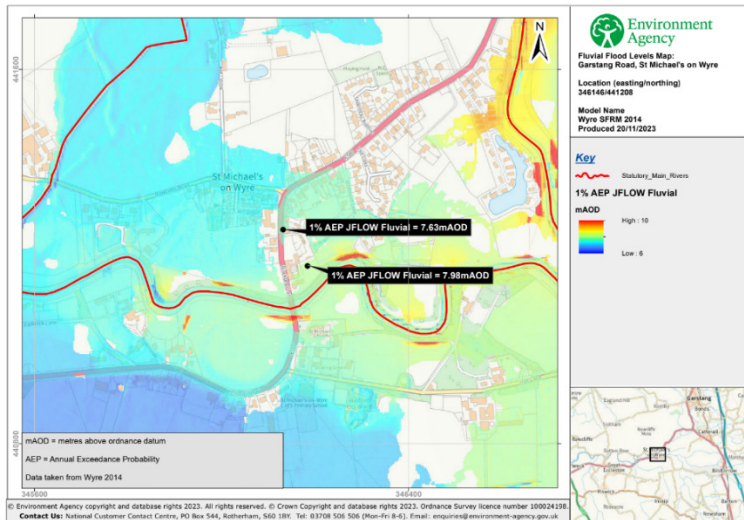 N
441600
St Michael's
on Wyre
1% AEP JFLOW Fluvial = 7.63mAOD
1% AEP JFLOW Fluvial = 7.98mAOD
mAOD = metres above ordnance datum
AEP = Annual Exceedance Probability
Data taken from Wyre 2014
440800
345600
346400
Environment
Agency
Fluvial Flood Levels Map:
Garstang Road, St Michael's on Wyre
Location (easting/northing)
346146/441208
Model Name
Wyre SFRM 2014
Produced 20/11/2023
Key
Statutory_Main_Rivers
1% AEP JFLOW Fluvial
mAOD
High : 10
Low : 6
Garstang
© Environment Agency copyright and database rights 2023. All rights reserved. © Crown Copyright and database rights 2023. Ordnance Survey licence number 100024198.
Contact Us: National Customer Contact Centre, PO Box 544, Rotherham, S60 1BY. Tel: 03708 506 506 (Mon-Fri 8-6). Email: enquiries@environment-agency.gov.uk